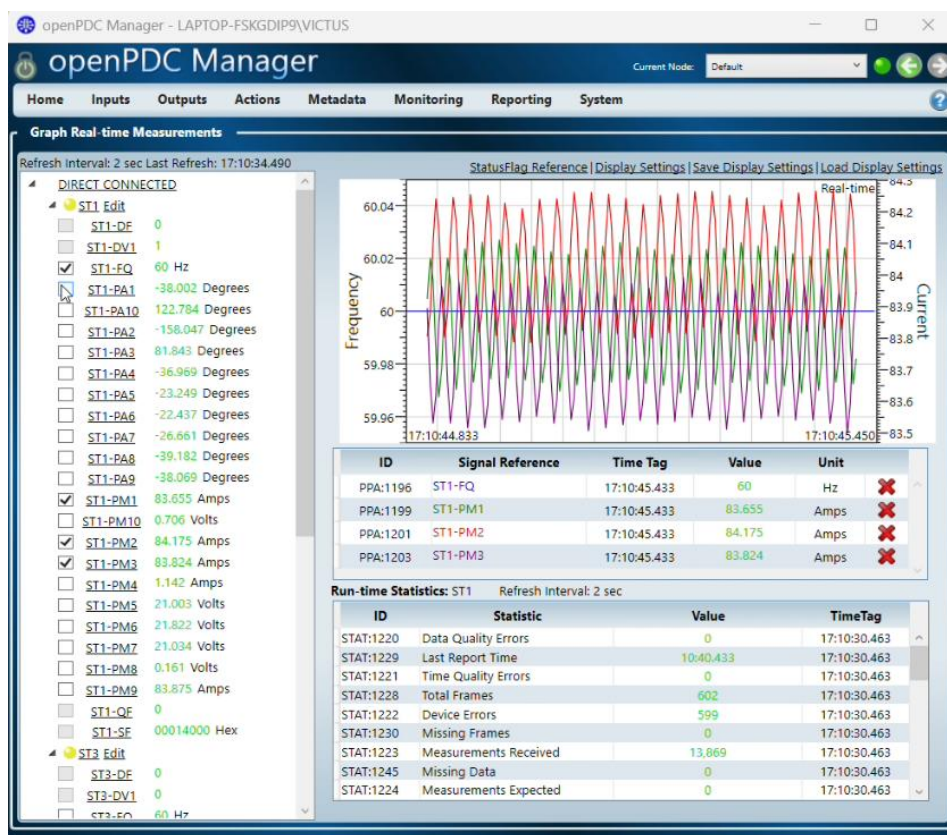 openPDC Manager - LAPTOP-FSKGDIP9\VICTUS
openPDC Manager
Current Node: Default
Home Inputs Outputs Actions Metadata Monitoring Reporting System
Graph Real-time Measurements
Refresh Interval: 2 sec Last Refresh: 17:10:34.490
DIRECT CONNECTED
ST1 Edit
ST1-DF 0
ST1-DV1 1
ST1-FQ 60 Hz
ST1-PA1 -38.002 Degrees
ST1-PA10 122.784 Degrees
ST1-PA2 -158.047 Degrees
ST1-PA3 81.843 Degrees
ST1-PA4 -36.969 Degrees
ST1-PA5 -23.249 Degrees
ST1-PA6 -22.437 Degrees
ST1-PA7 -26.661 Degrees
ST1-PA8 -39.182 Degrees
ST1-PA9 -38.069 Degrees
ST1-PM1 83.655 Amps
ST1-PM10 0.706 Volts
ST1-PM2 84.175 Amps
ST1-PM3 83.824 Amps
ST1-PM4 1.142 Amps
ST1-PM5 21.003 Volts
ST1-PM6 21.822 Volts
ST1-PM7 21.034 Volts
ST1-PM8 0.161 Volts
ST1-PM9 83.875 Amps
ST1-QF 0
ST1-SF 00014000 Hex
ST3 Edit
ST3-DF 0
ST3-DV1 0
ST3-FQ 60 Hz
StatusFlag Reference | Display Settings | Save Display Settings | Load Display Settings
Real-time
Frequency
60.04
60.02
60
59.98
59.96
84.3
84.2
84.1
84
83.9
83.8
83.7
83.6
83.5
Current
17:10:44.833 17:10:45.450
ID Signal Reference Time Tag Value Unit
PPA:1196 ST1-FQ 17:10:45.433 60 Hz
PPA:1199 ST1-PM1 17:10:45.433 83.655 Amps
PPA:1201 ST1-PM2 17:10:45.433 84.175 Amps
PPA:1203 ST1-PM3 17:10:45.433 83.824 Amps
Run-time Statistics: ST1 Refresh Interval: 2 sec
ID Statistic Value TimeTag
STAT:1220 Data Quality Errors 0 17:10:30.463
STAT:1229 Last Report Time 10:40.433 17:10:30.463
STAT:1221 Time Quality Errors 0 17:10:30.463
STAT:1228 Total Frames 602 17:10:30.463
STAT:1222 Device Errors 599 17:10:30.463
STAT:1230 Missing Frames 0 17:10:30.463
STAT:1223 Measurements Received 13,869 17:10:30.463
STAT:1245 Missing Data 0 17:10:30.463
STAT:1224 Measurements Expected 0 17:10:30.463